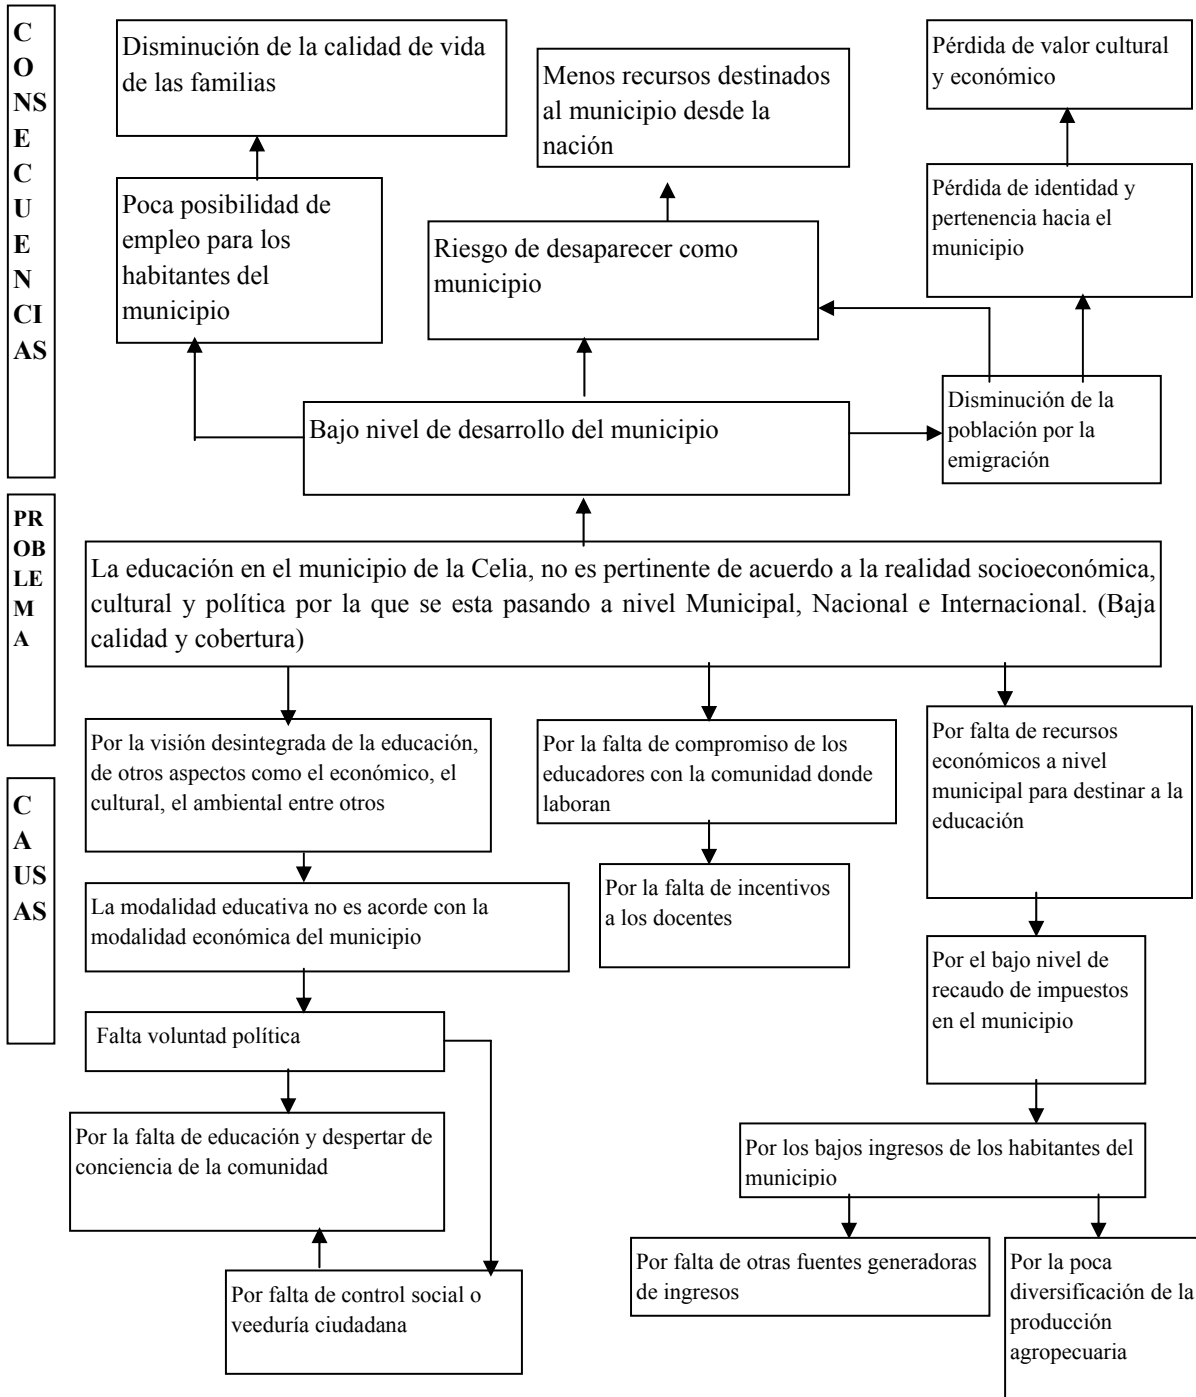 C
O
NS
E
C
U
E
N
CI
AS
Disminución de la calidad de vida
de las familias
Menos recursos destinados
al municipio desde la
nación
Pérdida de valor cultural
y económico
Poca posibilidad de
empleo para los
habitantes del
municipio
Riesgo de desaparecer como
municipio
Pérdida de identidad y
pertenencia hacia el
municipio
Bajo nivel de desarrollo del municipio
Disminución de la
población por la
emigración
PR
OB
LE
M
A
La educación en el municipio de la Celia, no es pertinente de acuerdo a la realidad socioeconómica,
cultural y política por la que se esta pasando a nivel Municipal, Nacional e Internacional. (Baja
calidad y cobertura)
C
A
US
AS
Por la visión desintegrada de la educación,
de otros aspectos como el económico, el
cultural, el ambiental entre otros
Por la falta de compromiso de los
educadores con la comunidad donde
laboran
Por falta de recursos
económicos a nivel
municipal para destinar a la
educación
La modalidad educativa no es acorde con la
modalidad económica del municipio
Por la falta de incentivos
a los docentes
Por el bajo nivel de
recaudo de impuestos
en el municipio
Falta voluntad política
Por la falta de educación y despertar de
conciencia de la comunidad
Por los bajos ingresos de los habitantes del
municipio
Por falta de control social o
veeduría ciudadana
Por falta de otras fuentes generadoras
de ingresos
Por la poca
diversificación de la
producción
agropecuaria